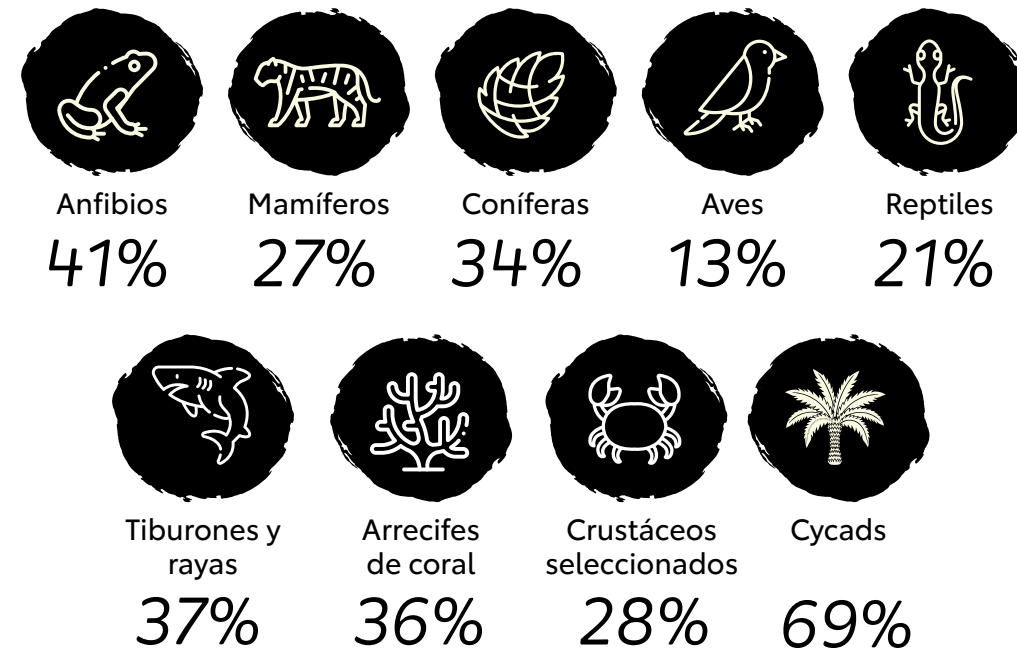 Anfibios
Mamíferos
Coníferas
Aves
Reptiles
41%
27%
34%
13%
21%
Tiburones y
rayas
Arrecifes
de coral
Crustáceos
seleccionados
Cycads
37%
36%
28%
69%